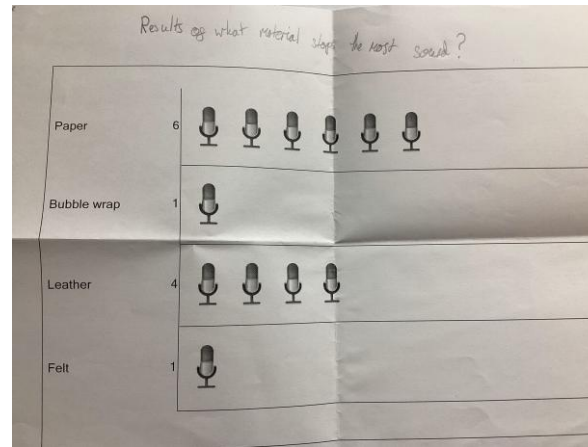 Results of what material stops the most sound?
Paper 6
Bubble wrap 1
Leather 4
Felt 1